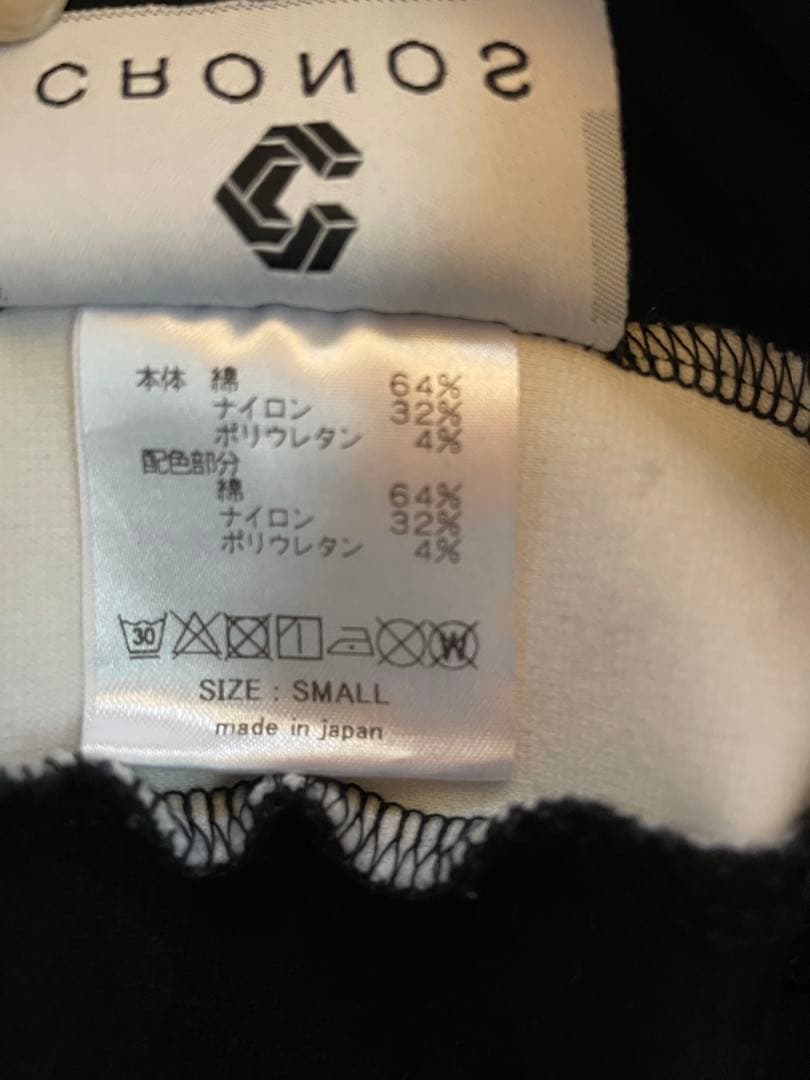 CRONOS
本体 綿 64%
ナイロン 32%
ポリウレタン 4%
配色部分
綿 64%
ナイロン 32%
ポリウレタン 4%
30 W
SIZE : SMALL
made in japan